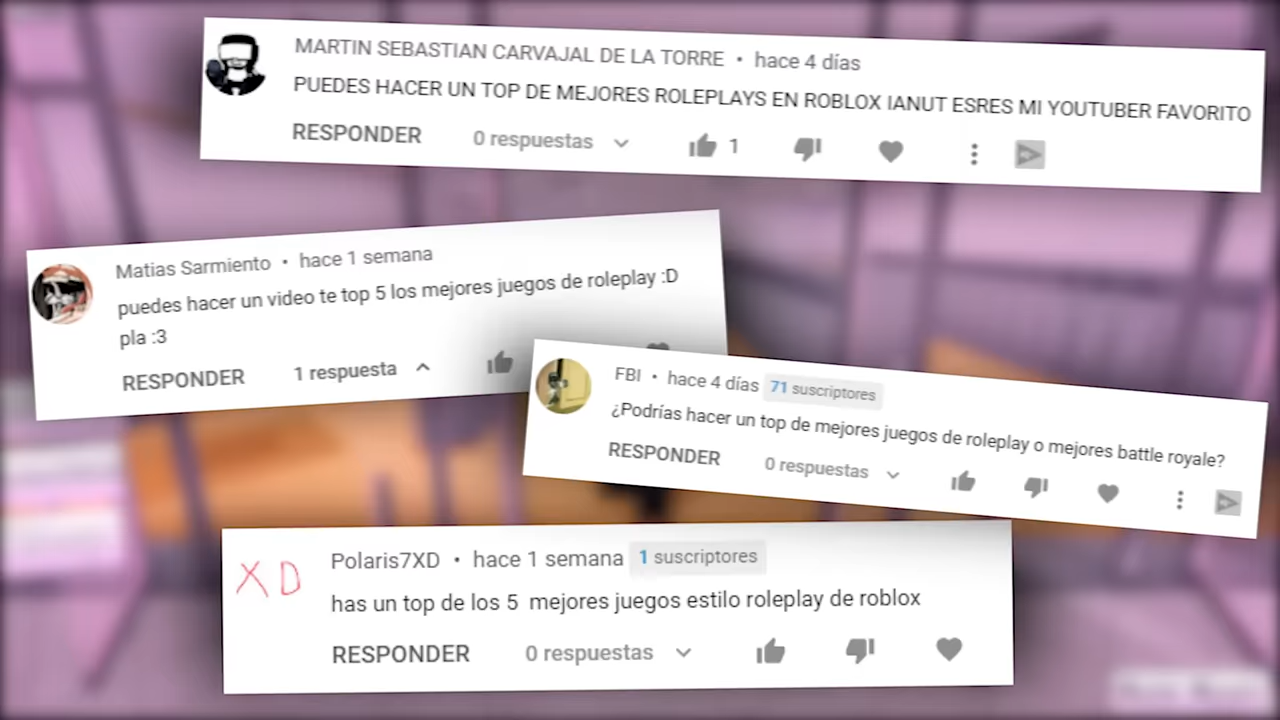 MARTIN SEBASTIAN CARVAJAL DE LA TORRE • hace 4 días
PUEDES HACER UN TOP DE MEJORES ROLEPLAYS EN ROBLOX IANUT ESRES MI YOUTUBER FAVORITO
RESPONDER 0 respuestas 1
Matias Sarmiento • hace 1 semana
puedes hacer un video te top 5 los mejores juegos de roleplay :D
pla :3
RESPONDER 1 respuesta
FBI • hace 4 días 71 suscriptores
¿Podrías hacer un top de mejores juegos de roleplay o mejores battle royale?
RESPONDER 0 respuestas
XD
Polaris7XD • hace 1 semana 1 suscriptores
has un top de los 5 mejores juegos estilo roleplay de roblox
RESPONDER 0 respuestas